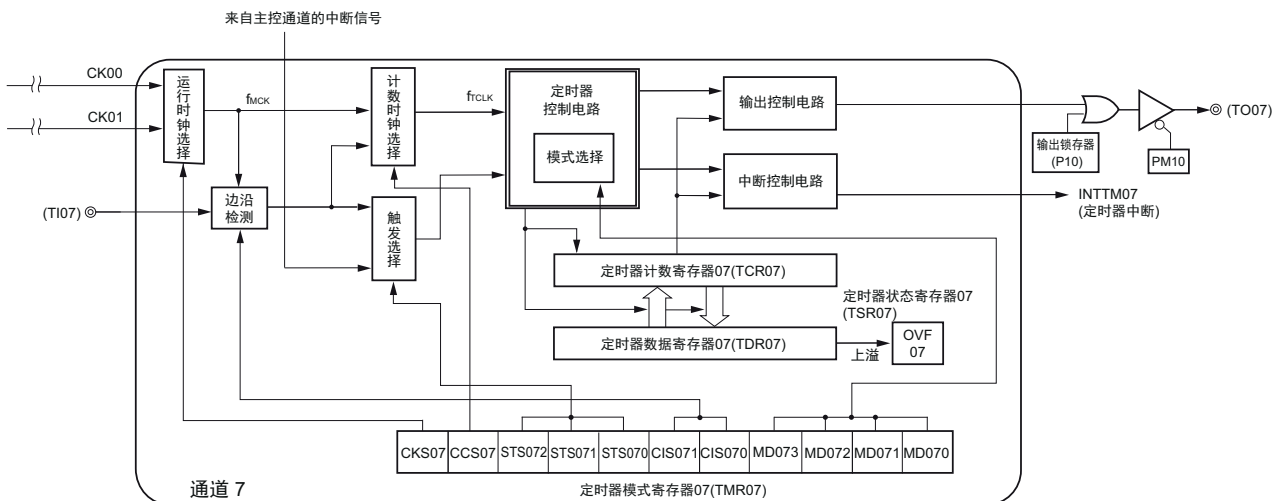 来自主控通道的中断信号
CK00
CK01
运行时钟选择
fMCK
计数时钟选择
fTCLK
定时器
控制电路
模式选择
输出控制电路
中断控制电路
输出锁存器
(P10)
PM10
(TO07)
INTTM07
(定时器中断)
(TI07)
边沿
检测
触发选择
定时器计数寄存器07(TCR07)
定时器状态寄存器07
(TSR07)
定时器数据寄存器07(TDR07)
上溢
OVF
07
CKS07 CCS07 STS072 STS071 STS070 CIS071 CIS070 MD073 MD072 MD071 MD070
通道 7
定时器模式寄存器07(TMR07)